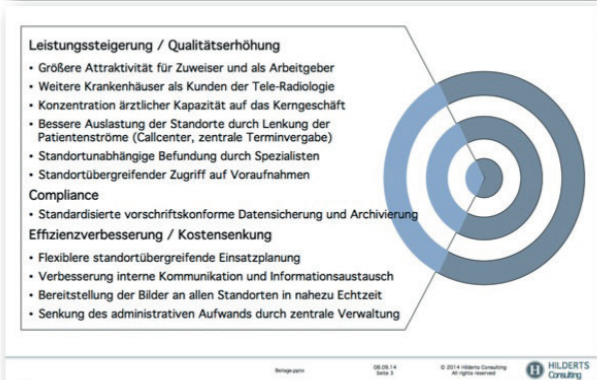 Leistungssteigerung / Qualitätserhöhung
• Größere Attraktivität für Zuweiser und als Arbeitgeber
• Weitere Krankenhäuser als Kunden der Tele-Radiologie
• Konzentration ärztlicher Kapazität auf das Kerngeschäft
• Bessere Auslastung der Standorte durch Lenkung der
Patientenströme (Callcenter, zentrale Terminvergabe)
• Standortunabhängige Befundung durch Spezialisten
• Standortübergreifender Zugriff auf Voraufnahmen
Compliance
• Standardisierte vorschriftskonforme Datensicherung und Archivierung
Effizienzverbesserung / Kostensenkung
• Flexiblere standortübergreifende Einsatzplanung
• Verbesserung interne Kommunikation und Informationsaustausch
• Bereitstellung der Bilder an allen Standorten in nahezu Echtzeit
• Senkung des administrativen Aufwands durch zentrale Verwaltung
08.09.14
Seite 3
© 2014 Hilderts Consulting
All rights reserved
H HILDERTS
Consulting